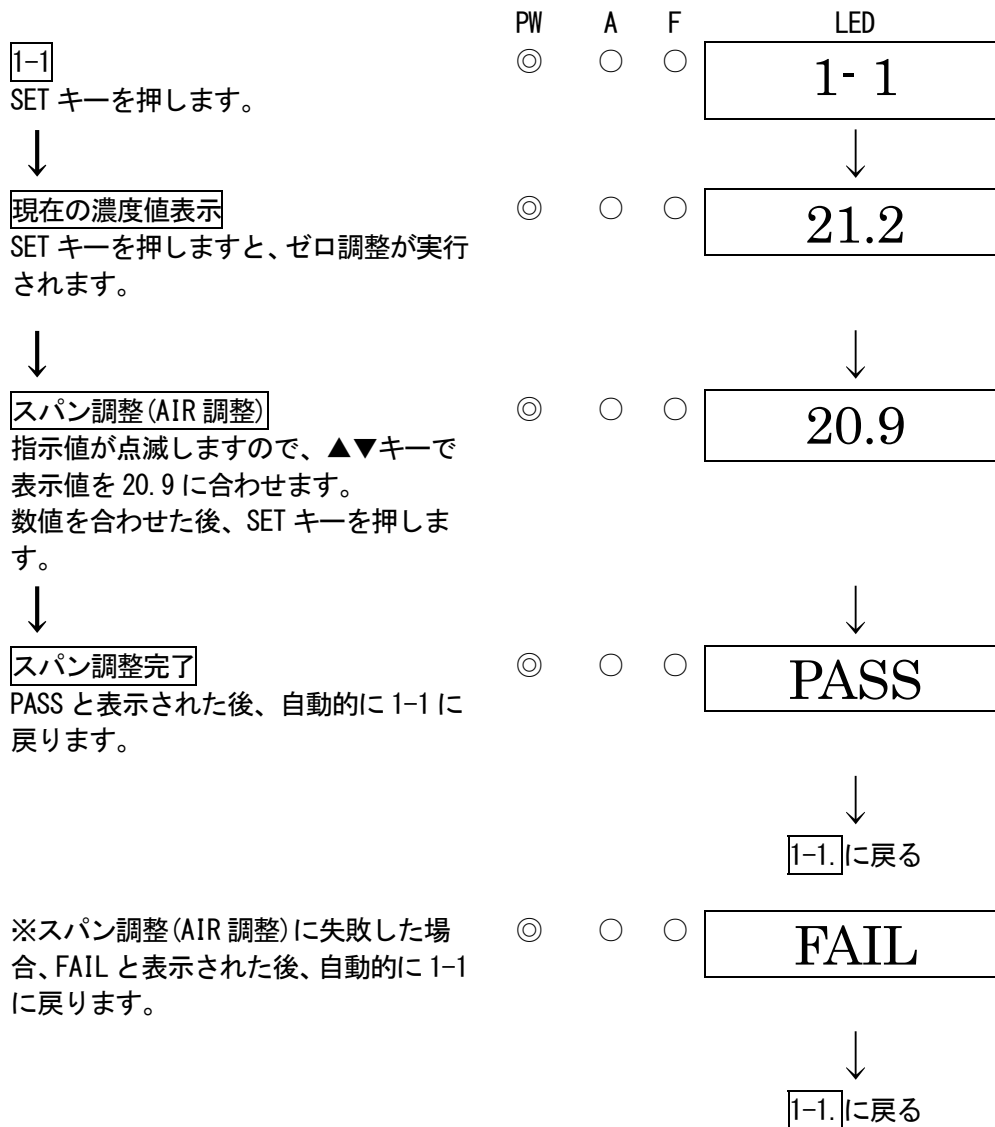 PW A F LED
1-1 ◎ ○ ○ 1- 1
SET キーを押します。
↓ ↓
現在の濃度値表示 ◎ ○ ○ 21.2
SET キーを押しますと、ゼロ調整が実行
されます。
↓ ↓
スパン調整(AIR 調整) ◎ ○ ○ 20.9
指示値が点滅しますので、▲▼キーで
表示値を 20.9 に合わせます。
数値を合わせた後、SET キーを押しま
す。
↓ ↓
スパン調整完了 ◎ ○ ○ PASS
PASS と表示された後、自動的に 1-1 に
戻ります。
↓
1-1.に戻る
※スパン調整(AIR 調整)に失敗した場 ◎ ○ ○ FAIL
合、FAIL と表示された後、自動的に 1-1
に戻ります。
↓
1-1.に戻る